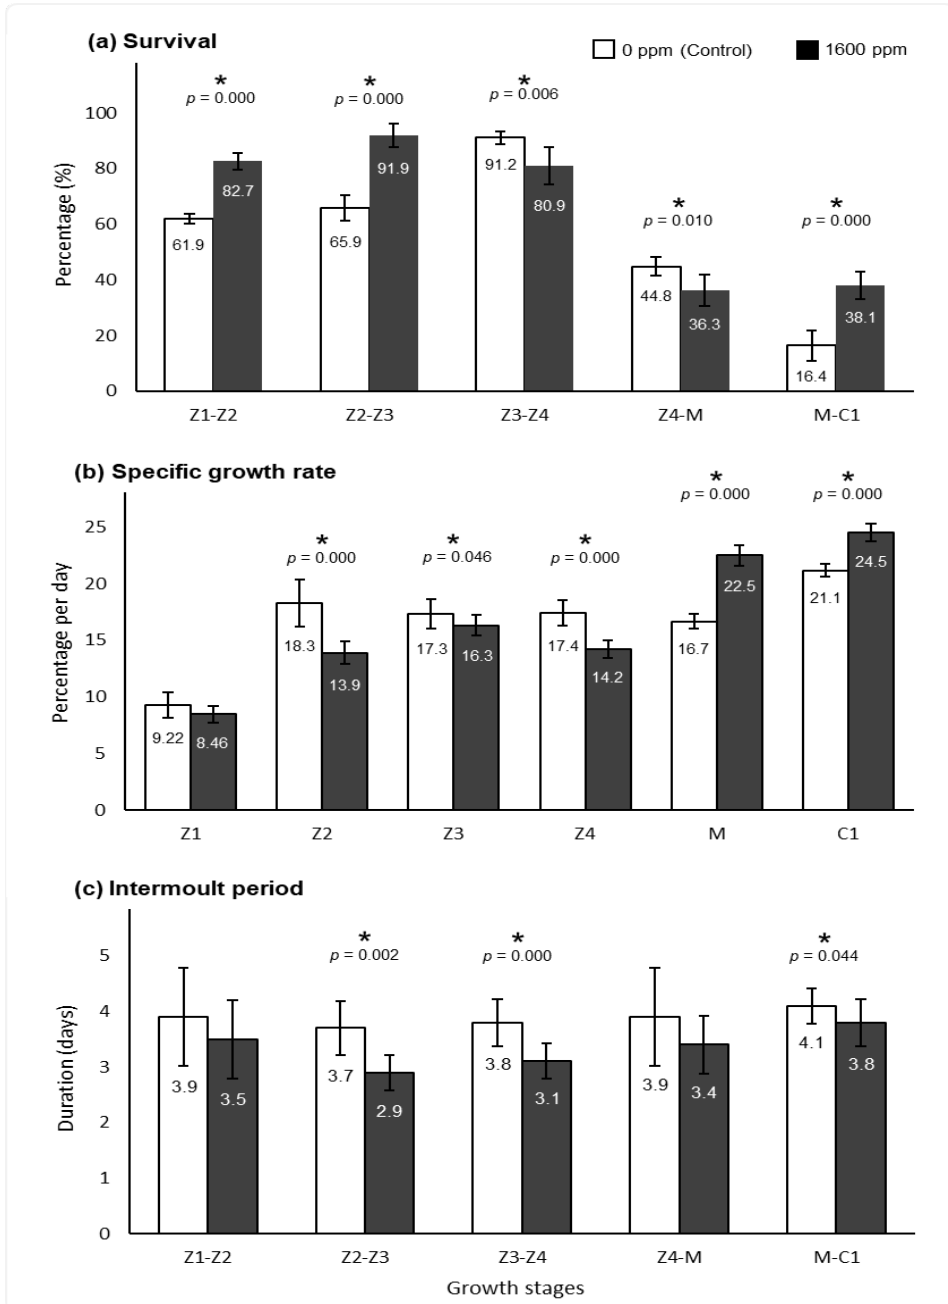 (a) Survival
0 ppm (Control)
1600 ppm
Percentage (%)
100
80
60
40
20
0
*
p = 0.000
*
p = 0.000
*
p = 0.006
*
p = 0.010
*
p = 0.000
61.9
82.7
65.9
91.9
91.2
80.9
44.8
36.3
16.4
38.1
Z1-Z2
Z2-Z3
Z3-Z4
Z4-M
M-C1
(b) Specific growth rate
Percentage per day
25
20
15
10
5
0
*
p = 0.000
*
p = 0.046
*
p = 0.000
*
p = 0.000
*
p = 0.000
9.22
8.46
18.3
13.9
17.3
16.3
17.4
14.2
16.7
22.5
21.1
24.5
Z1
Z2
Z3
Z4
M
C1
(c) Intermoult period
Duration (days)
5
4
3
2
1
0
*
p = 0.002
*
p = 0.000
*
p = 0.044
3.9
3.5
3.7
2.9
3.8
3.1
3.9
3.4
4.1
3.8
Z1-Z2
Z2-Z3
Z3-Z4
Z4-M
M-C1
Growth stages